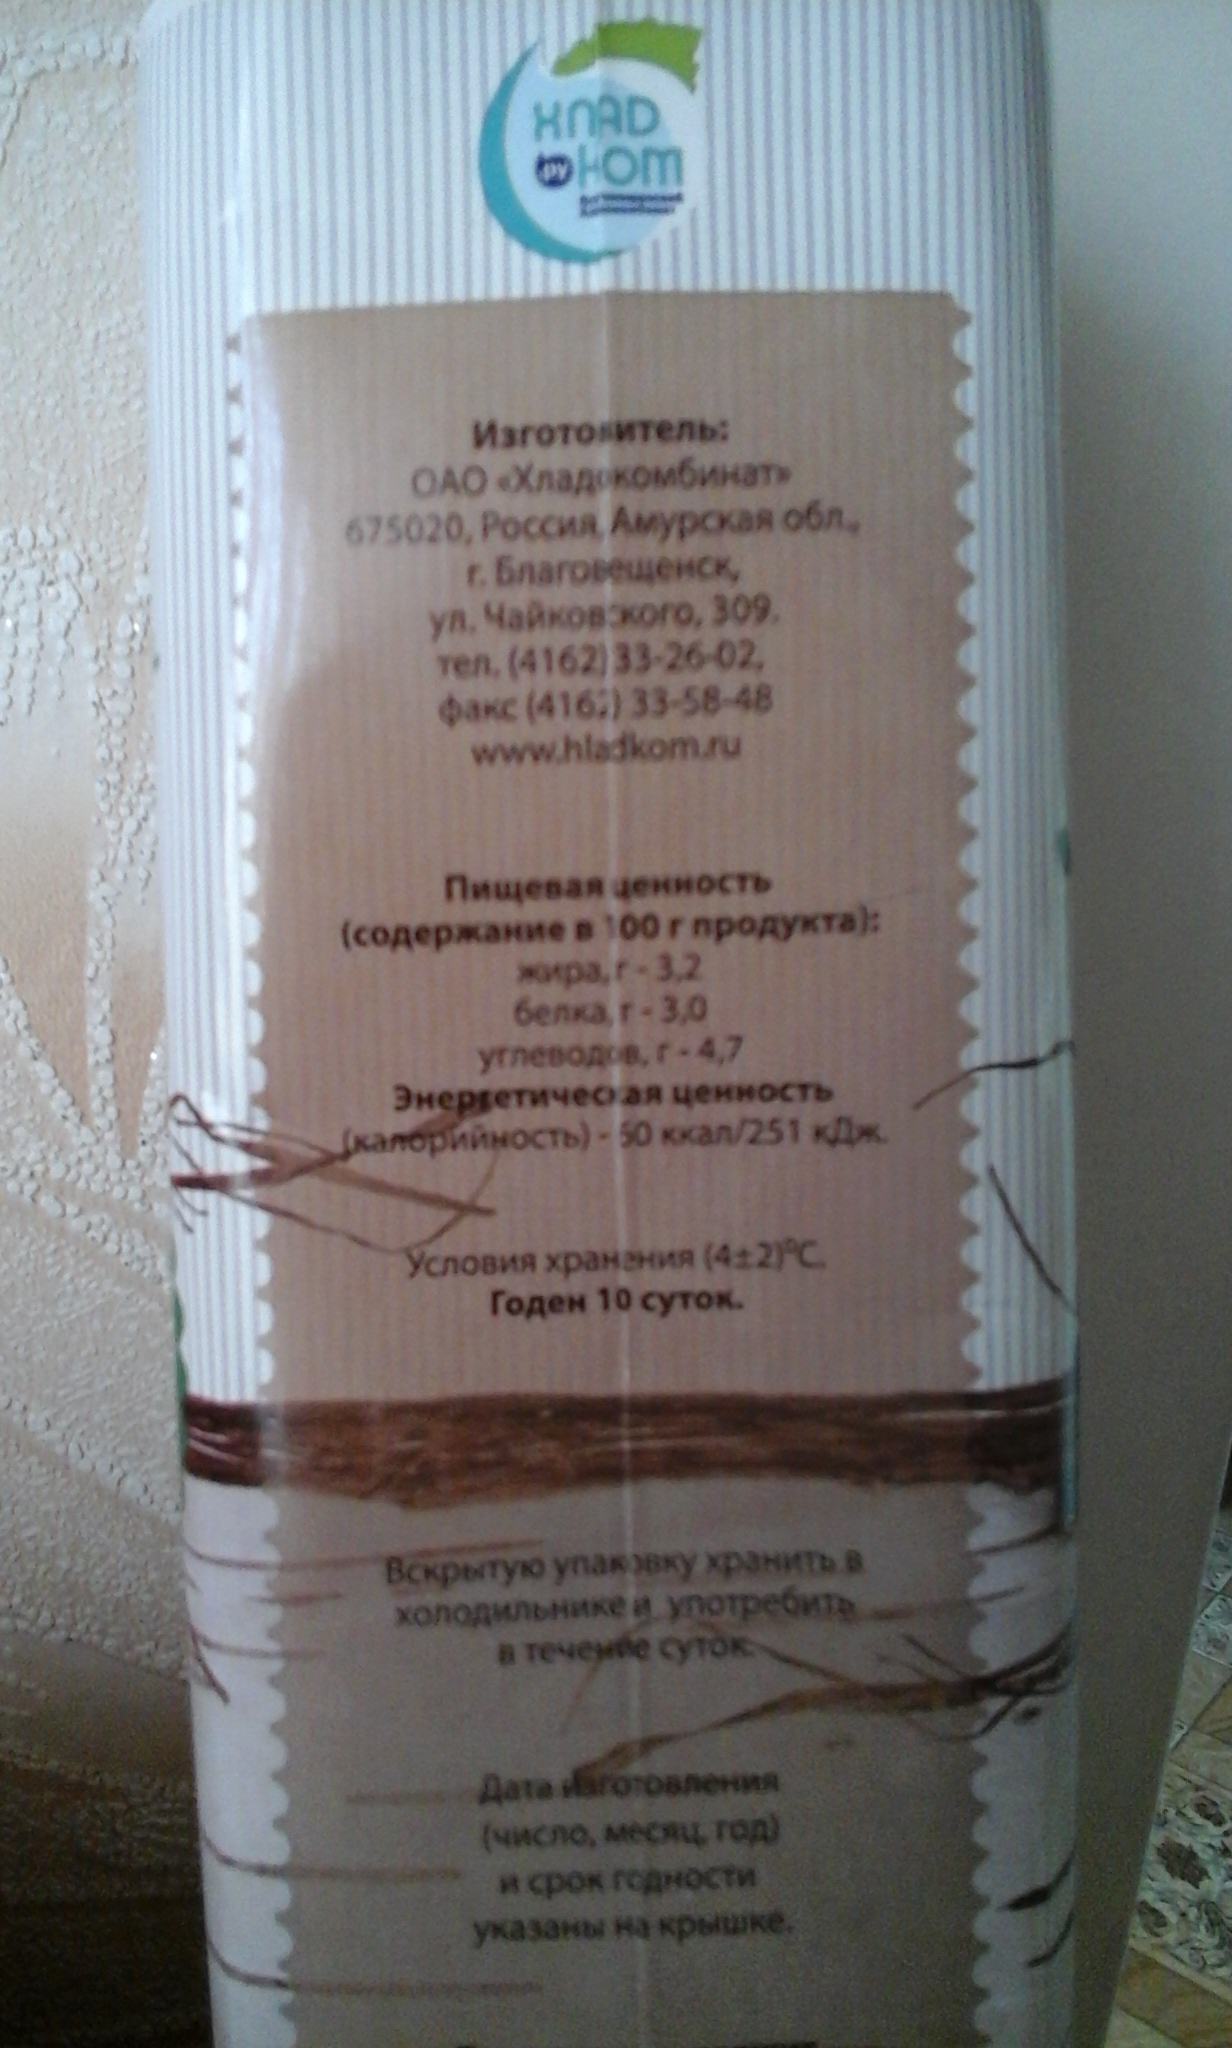 ХЛАД
.ру КОМ
Изготовитель:
ОАО «Хладокомбинат»
675020, Россия, Амурская обл.,
г. Благовещенск,
ул. Чайковского, 309.
тел. (4162) 33-26-02,
факс (4162) 33-58-48
www.hladkom.ru
Пищевая ценность
(содержание в 100 г продукта):
жира, г - 3,2
белка, г - 3,0
углеводов, г - 4,7
Энергетическая ценность
(калорийность) - 60 ккал/251 кДж.
Условия хранения (4±2)⁰С.
Годен 10 суток.
Вскрытую упаковку хранить в
холодильнике и употребить
в течение суток.
Дата изготовления
(число, месяц, год)
и срок годности
указаны на крышке.